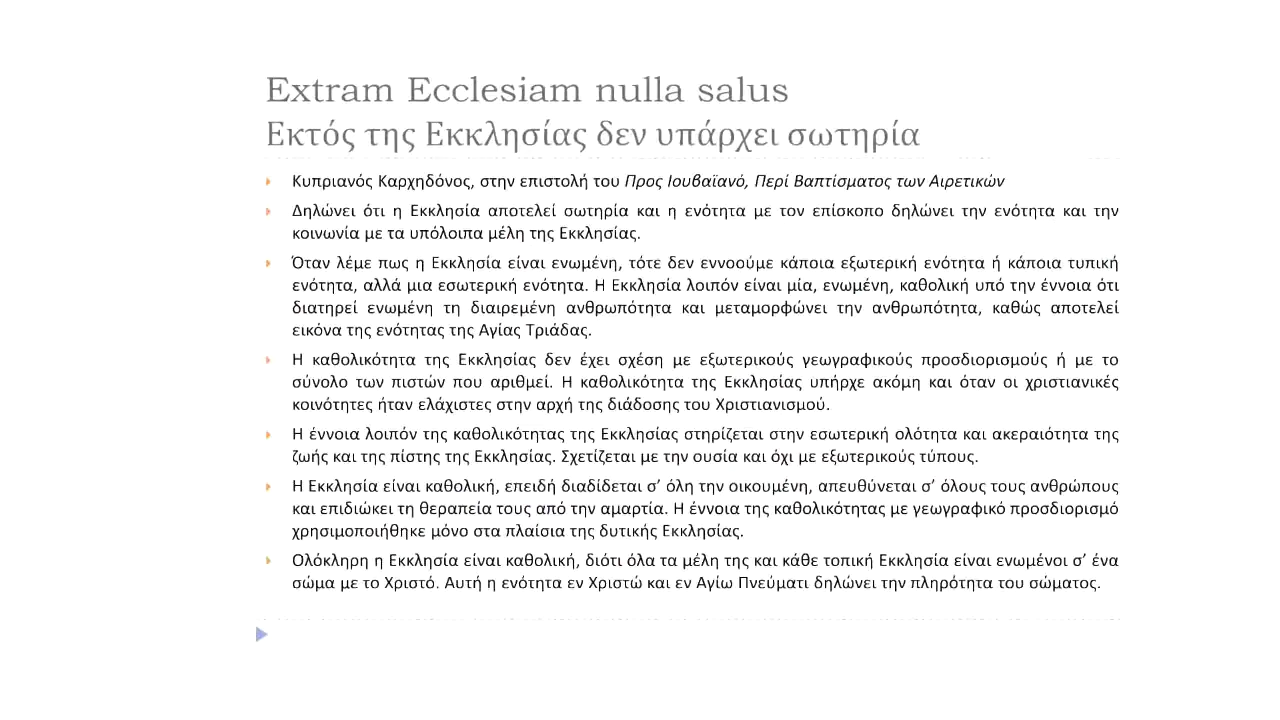 Extram Ecclesiam nulla salus
Εκτός της Εκκλησίας δεν υπάρχει σωτηρία
Κυπριανός Καρχηδόνος, στην επιστολή του Προς Ιουβαϊανό, Περί Βαπτίσματος των Αιρετικών
Δηλώνει ότι η Εκκλησία αποτελεί σωτηρία και η ενότητα με τον επίσκοπο δηλώνει την ενότητα και την
κοινωνία με τα υπόλοιπα μέλη της Εκκλησίας.
Όταν λέμε πως η Εκκλησία είναι ενωμένη, τότε δεν εννοούμε κάποια εξωτερική ενότητα ή κάποια τυπική
ενότητα, αλλά μια εσωτερική ενότητα. Η Εκκλησία λοιπόν είναι μία, ενωμένη, καθολική υπό την έννοια ότι
διατηρεί ενωμένη τη διαιρεμένη ανθρωπότητα και μεταμορφώνει την ανθρωπότητα, καθώς αποτελεί
εικόνα της ενότητας της Αγίας Τριάδας.
Η καθολικότητα της Εκκλησίας δεν έχει σχέση με εξωτερικούς γεωγραφικούς προσδιορισμούς ή με το
σύνολο των πιστών που αριθμεί. Η καθολικότητα της Εκκλησίας υπήρχε ακόμη και όταν οι χριστιανικές
κοινότητες ήταν ελάχιστες στην αρχή της διάδοσης του Χριστιανισμού.
Η έννοια λοιπόν της καθολικότητας της Εκκλησίας στηρίζεται στην εσωτερική ολότητα και ακεραιότητα της
ζωής και της πίστης της Εκκλησίας. Σχετίζεται με την ουσία και όχι με εξωτερικούς τύπους.
Η Εκκλησία είναι καθολική, επειδή διαδίδεται σ’ όλη την οικουμένη, απευθύνεται σ’ όλους τους ανθρώπους
και επιδιώκει τη θεραπεία τους από την αμαρτία. Η έννοια της καθολικότητας με γεωγραφικό προσδιορισμό
χρησιμοποιήθηκε μόνο στα πλαίσια της δυτικής Εκκλησίας.
Ολόκληρη η Εκκλησία είναι καθολική, διότι όλα τα μέλη της και κάθε τοπική Εκκλησία είναι ενωμένοι σ’ ένα
σώμα με το Χριστό. Αυτή η ενότητα εν Χριστώ και εν Αγίω Πνεύματι δηλώνει την πληρότητα του σώματος.